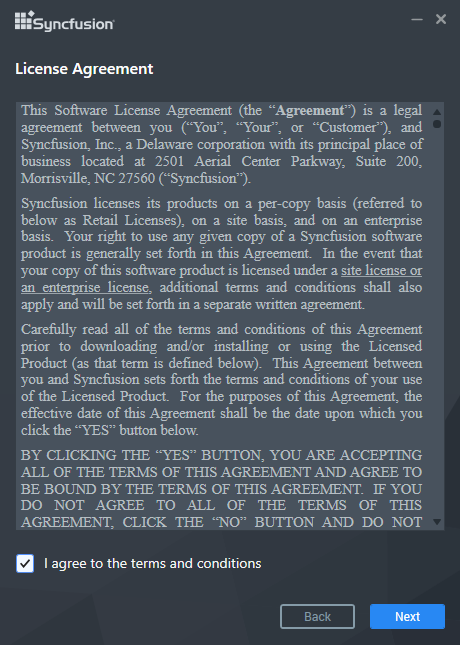 Syncfusion
License Agreement
This Software License Agreement (the “Agreement”) is a legal
agreement between you (“You”, “Your”, or “Customer”), and
Syncfusion, Inc., a Delaware corporation with its principal place of
business located at 2501 Aerial Center Parkway, Suite 200,
Morrisville, NC 27560 (“Syncfusion”).
Syncfusion licenses its products on a per-copy basis (referred to
below as Retail Licenses), on a site basis, and on an enterprise
basis. Your right to use any given copy of a Syncfusion software
product is generally set forth in this Agreement. In the event that
your copy of this software product is licensed under a site license or
an enterprise license, additional terms and conditions shall also
apply and will be set forth in a separate written agreement.
Carefully read all of the terms and conditions of this Agreement
prior to downloading and/or installing or using the Licensed
Product (as that term is defined below). This Agreement between
you and Syncfusion sets forth the terms and conditions of your use
of the Licensed Product. For the purposes of this Agreement, the
effective date of this Agreement shall be the date upon which you
click the “YES” button below.
BY CLICKING THE “YES” BUTTON, YOU ARE ACCEPTING
ALL OF THE TERMS OF THIS AGREEMENT AND AGREE TO
BE BOUND BY THE TERMS OF THIS AGREEMENT. IF YOU
DO NOT AGREE TO ALL OF THE TERMS OF THIS
AGREEMENT, CLICK THE “NO” BUTTON AND DO NOT
I agree to the terms and conditions
Back
Next